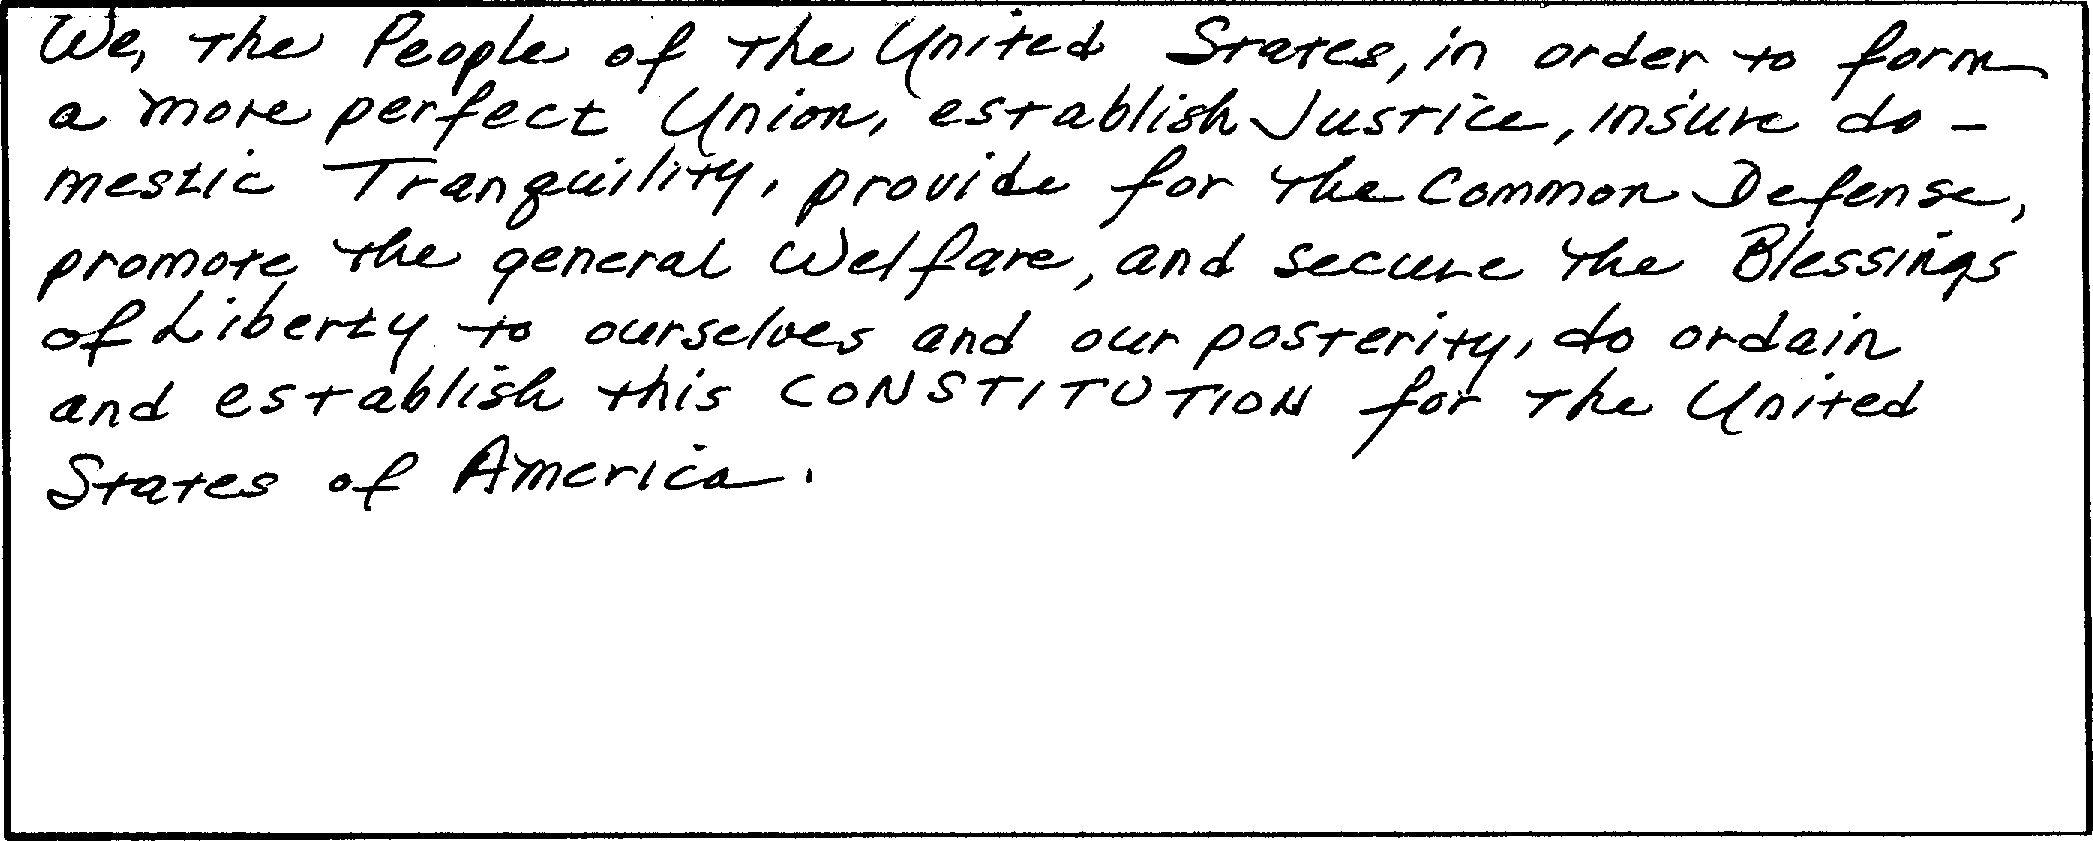 We, the People of the United States, in order to form
a more perfect Union, establish Justice, insure do-
mestic Tranquility, provide for the Common Defense,
promote the general Welfare, and secure the Blessings
of Liberty to ourselves and our posterity, do ordain
and establish this CONSTITUTION for the United
States of America.